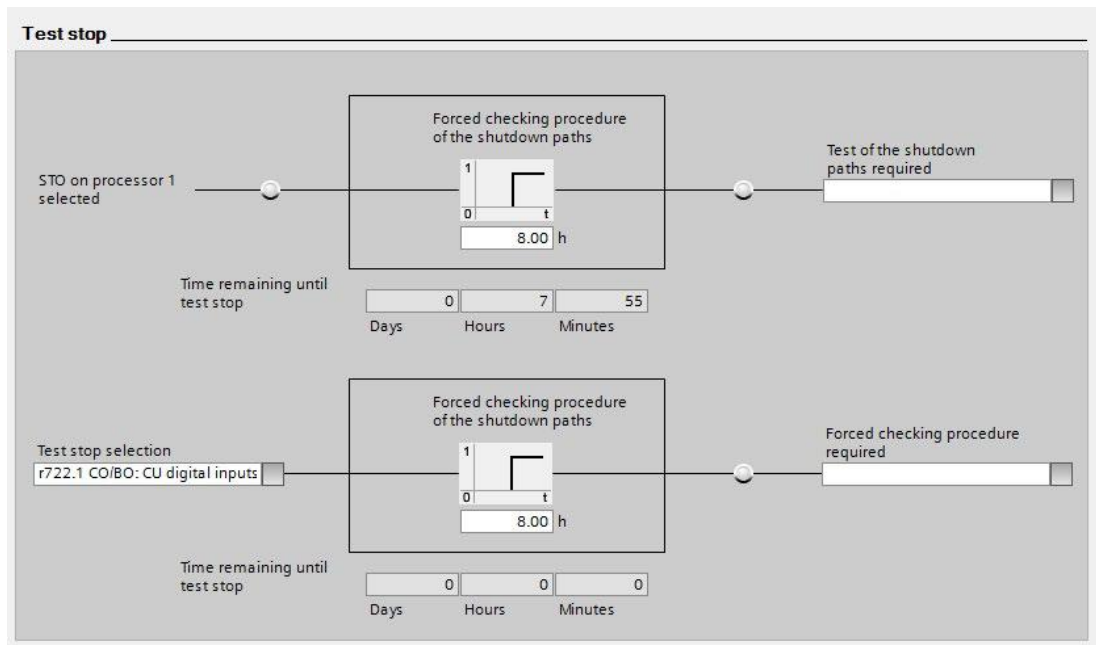 Test stop
Forced checking procedure
of the shutdown paths
Test of the shutdown
paths required
STO on processor 1
selected
1
0 t
8.00 h
Time remaining until
test stop
0 7 55
Days Hours Minutes
Forced checking procedure
of the shutdown paths
Forced checking procedure
required
Test stop selection
r722.1 CO/BO: CU digital inputs
1
0 t
8.00 h
Time remaining until
test stop
0 0 0
Days Hours Minutes